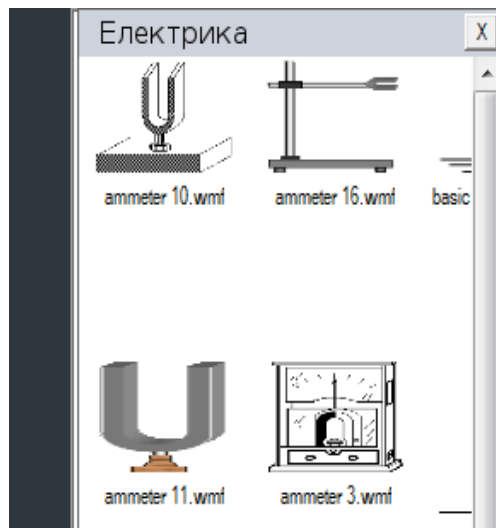 Електрика
X
ammeter 10.wmf
ammeter 16.wmf
basic
ammeter 11.wmf
ammeter 3.wmf